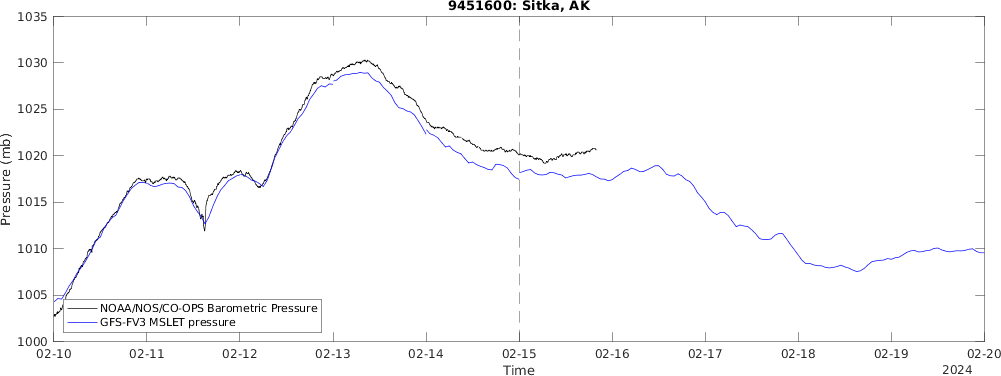 9451600: Sitka, AK
Pressure (mb)
1035
1030
1025
1020
1015
1010
1005
1000
NOAA/NOS/CO-OPS Barometric Pressure
GFS-FV3 MSLET pressure
02-10 02-11 02-12 02-13 02-14 02-15 02-16 02-17 02-18 02-19 02-20
Time
2024